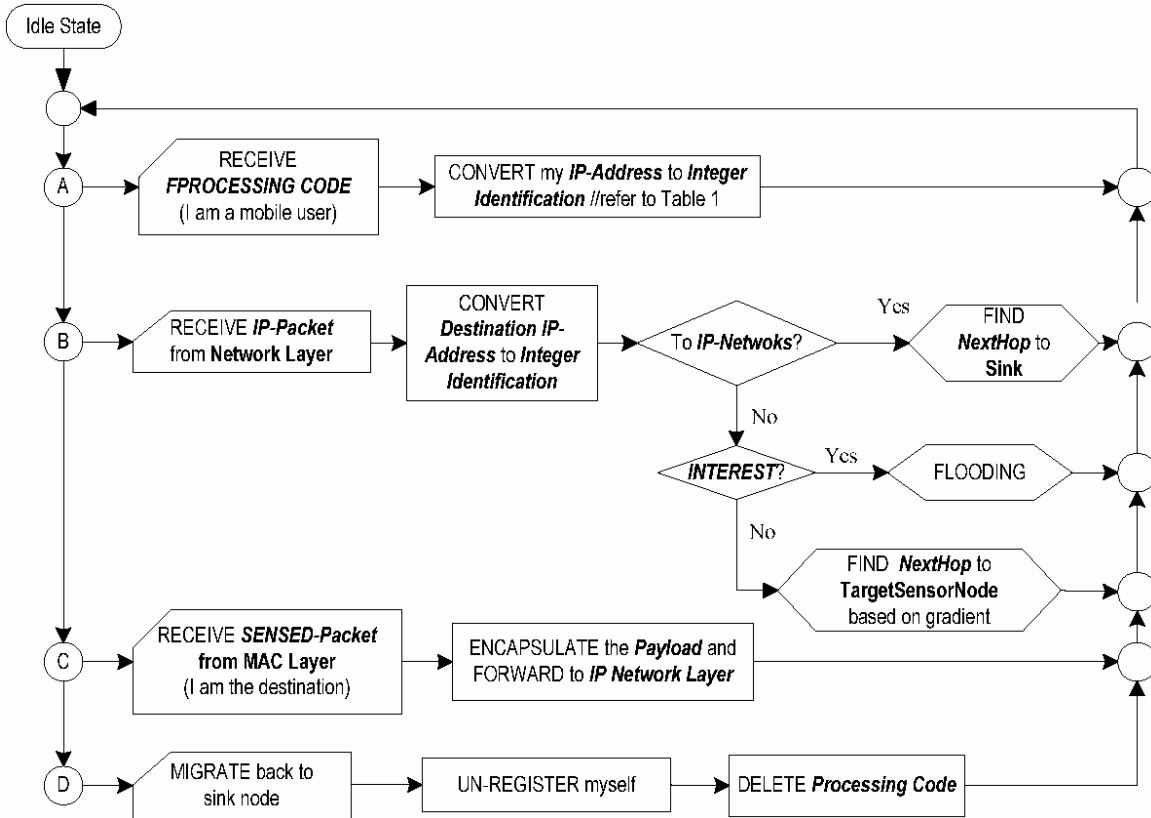 Idle State
A
RECEIVE
FPROCESSING CODE
(I am a mobile user)
CONVERT my IP-Address to Integer
Identification //refer to Table 1
B
RECEIVE IP-Packet
from Network Layer
CONVERT
Destination IP-
Address to Integer
Identification
To IP-Netwoks?
Yes
FIND
NextHop to
Sink
No
INTEREST?
Yes
FLOODING
No
FIND NextHop to
TargetSensorNode
based on gradient
C
RECEIVE SENSED-Packet
from MAC Layer
(I am the destination)
ENCAPSULATE the Payload and
FORWARD to IP Network Layer
D
MIGRATE back to
sink node
UN-REGISTER myself
DELETE Processing Code